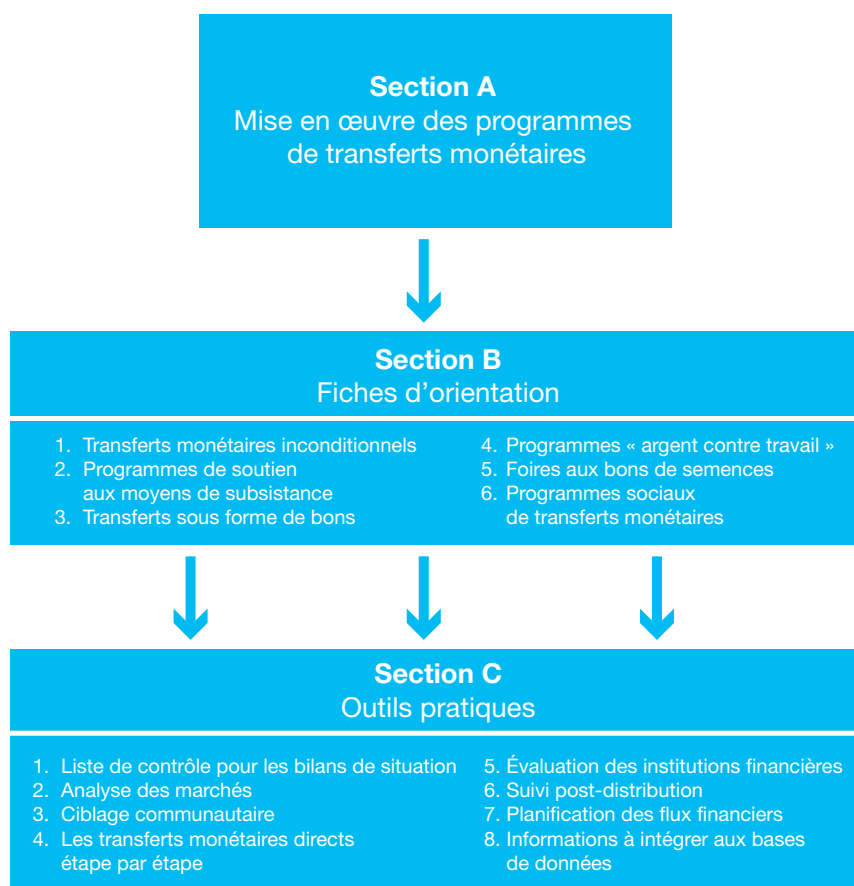 Section A
Mise en œuvre des programmes
de transferts monétaires
Section B
Fiches d'orientation
1. Transferts monétaires inconditionnels
2. Programmes de soutien
aux moyens de subsistance
3. Transferts sous forme de bons
4. Programmes « argent contre travail »
5. Foires aux bons de semences
6. Programmes sociaux
de transferts monétaires
Section C
Outils pratiques
1. Liste de contrôle pour les bilans de situation
2. Analyse des marchés
3. Ciblage communautaire
4. Les transferts monétaires directs
étape par étape
5. Évaluation des institutions financières
6. Suivi post-distribution
7. Planification des flux financiers
8. Informations à intégrer aux bases
de données